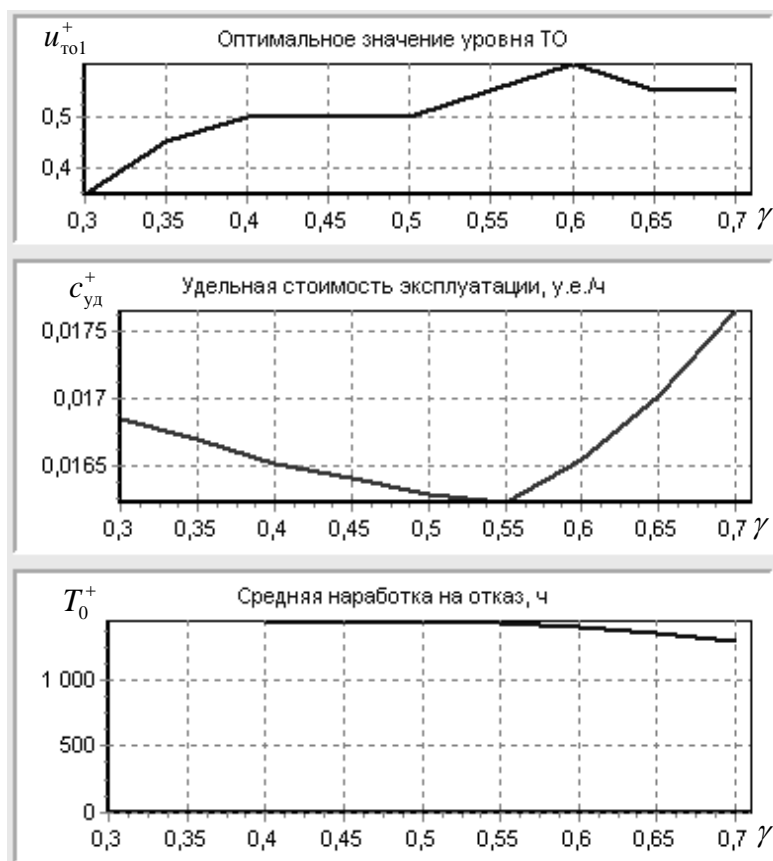 u⁺ₜₒ₁ Оптимальное значение уровня ТО
0,5
0,4
0,3 0,35 0,4 0,45 0,5 0,55 0,6 0,65 0,7 γ
c⁺уд Удельная стоимость эксплуатации, у.е./ч
0,0175
0,017
0,0165
0,3 0,35 0,4 0,45 0,5 0,55 0,6 0,65 0,7 γ
T₀⁺ Средняя наработка на отказ, ч
1 000
500
0
0,3 0,35 0,4 0,45 0,5 0,55 0,6 0,65 0,7 γ